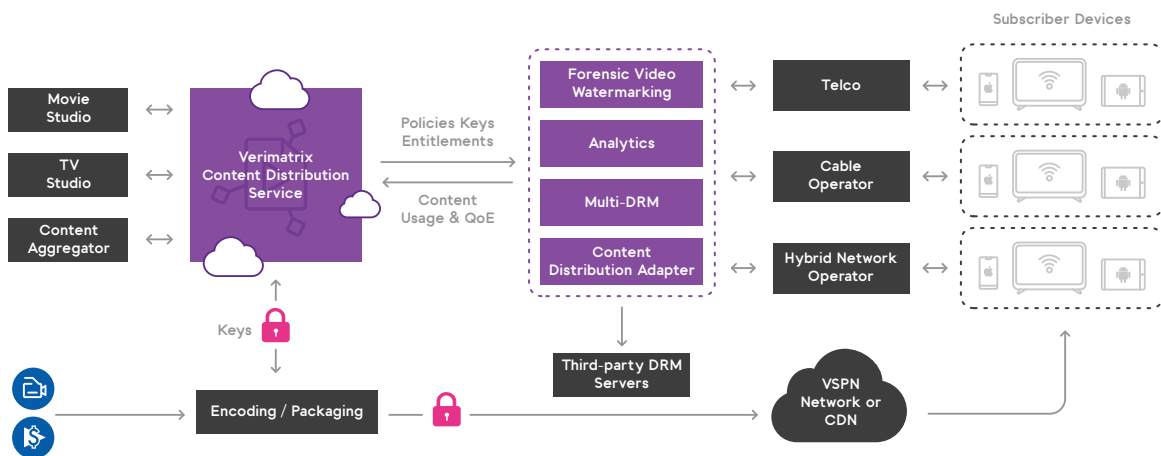 Subscriber Devices
Movie
Studio
TV
Studio
Content
Aggregator
Verimatrix
Content Distribution
Service
Policies Keys
Entitlements
Content
Usage & QoE
Forensic Video
Watermarking
Analytics
Multi-DRM
Content
Distribution Adapter
Telco
Cable
Operator
Hybrid Network
Operator
Keys
Third-party DRM
Servers
Encoding / Packaging
VSPN
Network or
CDN